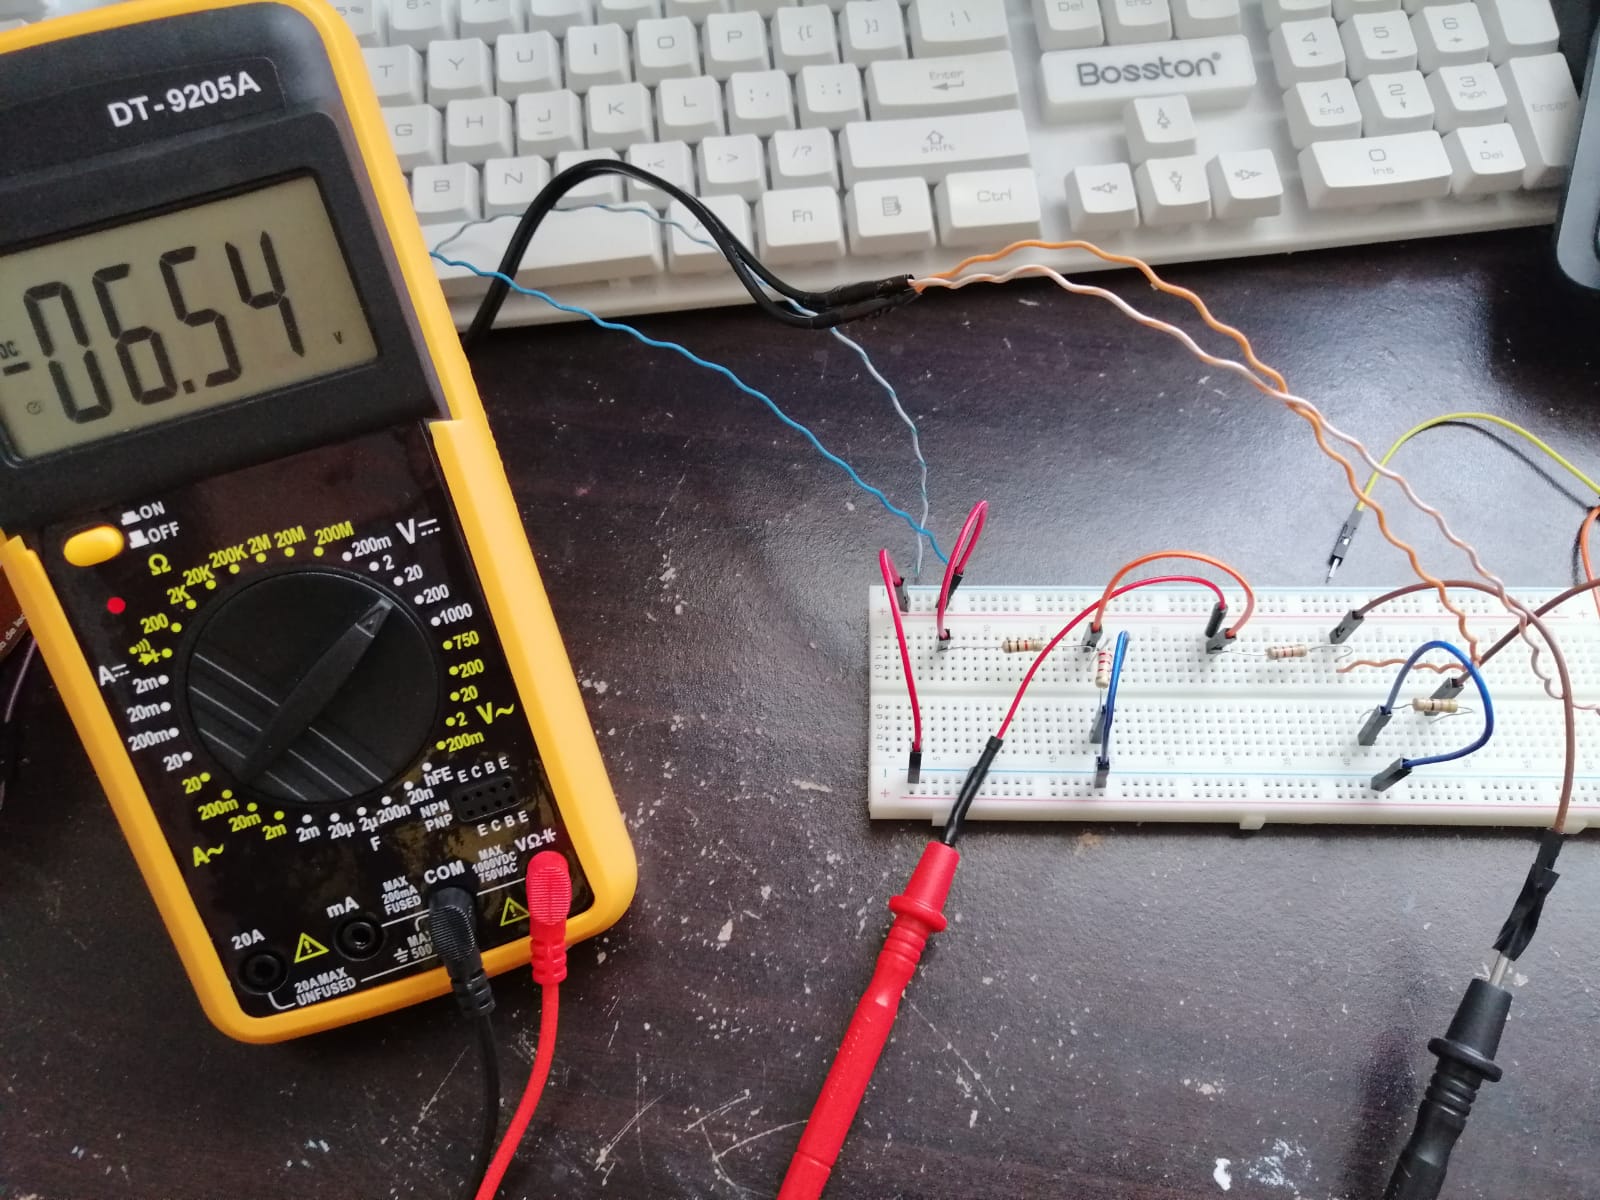 DT-9205A
DC
-06.54
V
ON
OFF
Ω
200K 2M 20M 200M
20K
2K
200
A⎓
2m
20m
200m
20
20
200m
20m
2m
A~
V⎓
200m
2
20
200
1000
750
200
20
2
200m
V~
hFE
20n
200n
2µ
20µ
2m
F
NPN
PNP
E C B E
E C B E
COM
VΩ
MAX
200mA
FUSED
MAX
1000VDC
750VAC
mA
20A
20A MAX
UNFUSED
T Y U I O P {[ }]
G H J K L
B N
Enter
Shift
Fn
Ctrl
Del
End
Bosston
4 5 6
1 2 3
End
PgDn
0
Ins
Del
Enter